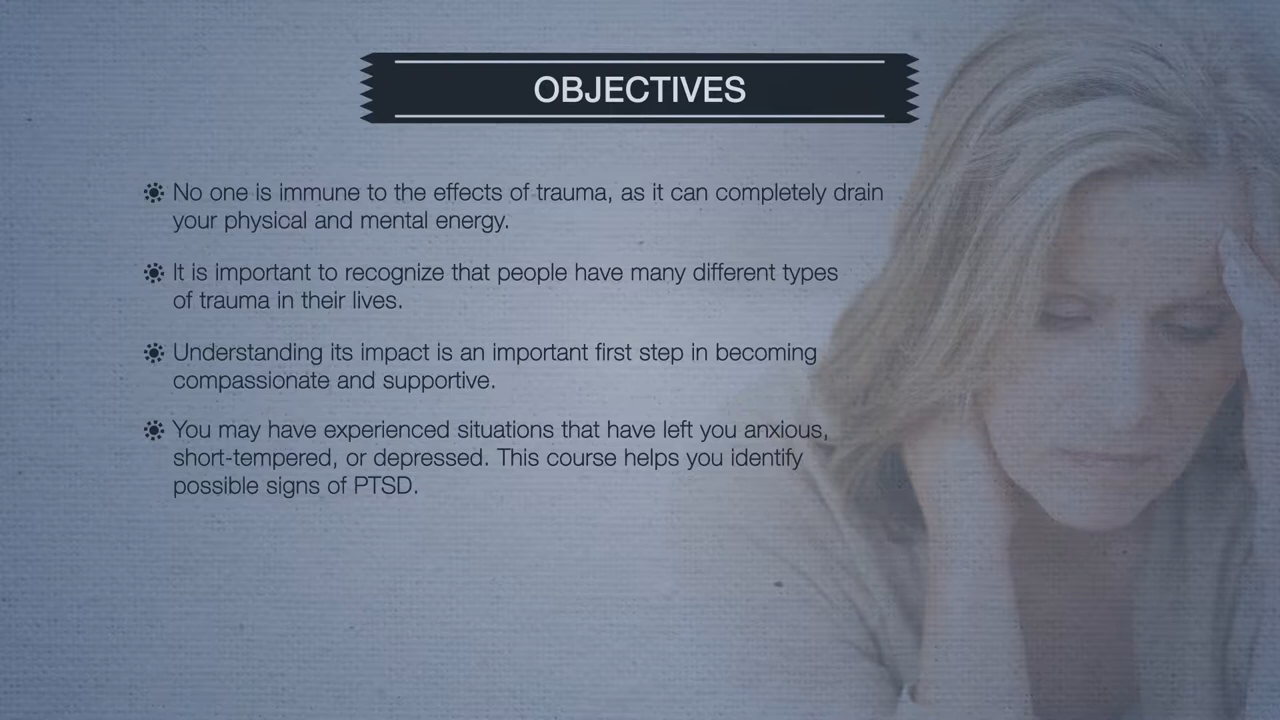 OBJECTIVES
No one is immune to the effects of trauma, as it can completely drain
your physical and mental energy.
It is important to recognize that people have many different types
of trauma in their lives.
Understanding its impact is an important first step in becoming
compassionate and supportive.
You may have experienced situations that have left you anxious,
short-tempered, or depressed. This course helps you identify
possible signs of PTSD.